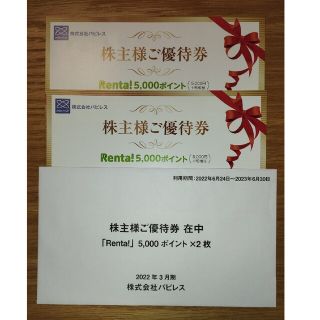 株式会社パピレス
株主様ご優待券
Renta! 5,000ポイント
株式会社パピレス
株主様ご優待券
Renta! 5,000ポイント
利用期間:2022年6月24日〜2023年6月30日
株主様ご優待券 在中
「Renta!」 5,000 ポイント ×2 枚
2022 年 3 月期
株式会社パピレス